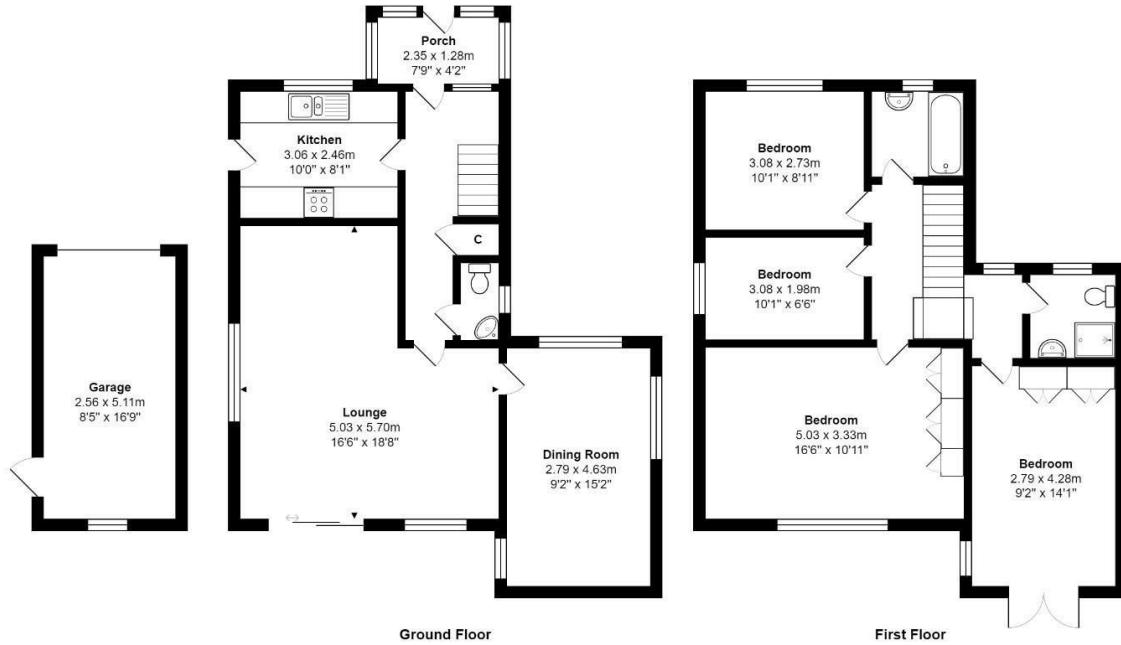 Porch
2.35 x 1.28m
7'9" x 4'2"
Kitchen
3.06 x 2.46m
10'0" x 8'1"
C
Garage
2.56 x 5.11m
8'5" x 16'9"
Lounge
5.03 x 5.70m
16'6" x 18'8"
Dining Room
2.79 x 4.63m
9'2" x 15'2"
Ground Floor
Bedroom
3.08 x 2.73m
10'1" x 8'11"
Bedroom
3.08 x 1.98m
10'1" x 6'6"
Bedroom
5.03 x 3.33m
16'6" x 10'11"
Bedroom
2.79 x 4.28m
9'2" x 14'1"
First Floor